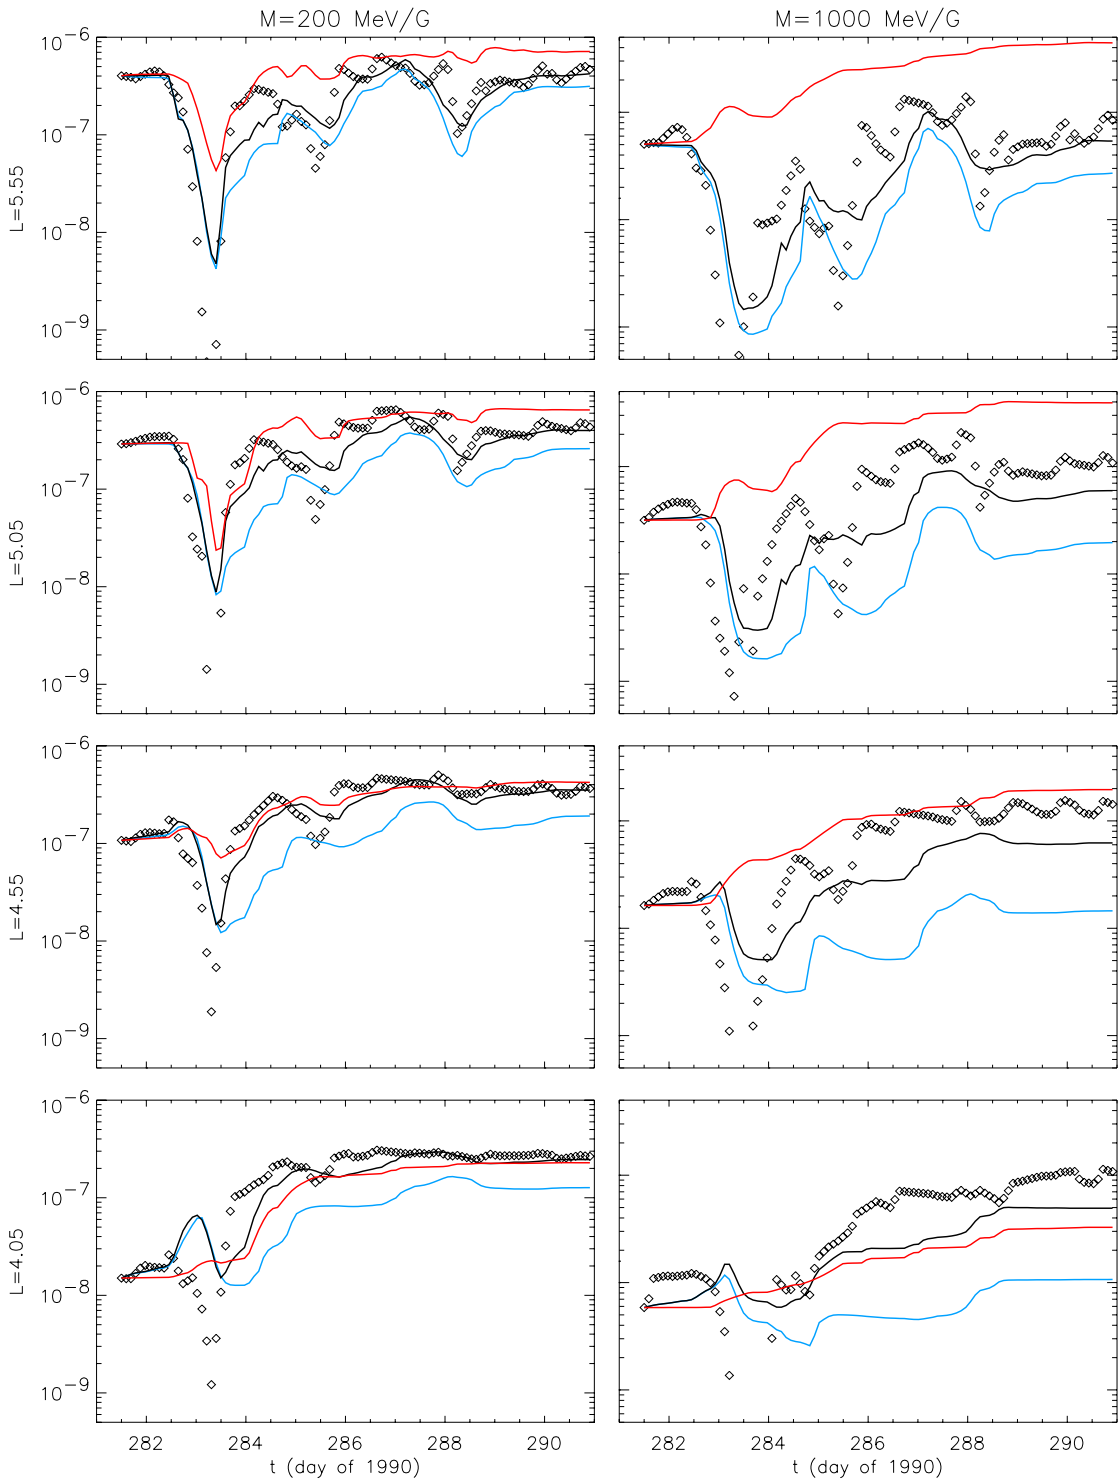 M=200 MeV/G
M=1000 MeV/G
10⁻⁶
10⁻⁷
10⁻⁸
10⁻⁹
L=5.55
10⁻⁶
10⁻⁷
10⁻⁸
10⁻⁹
L=5.05
10⁻⁶
10⁻⁷
10⁻⁸
10⁻⁹
L=4.55
10⁻⁶
10⁻⁷
10⁻⁸
10⁻⁹
L=4.05
282 284 286 288 290
282 284 286 288 290
t (day of 1990)
t (day of 1990)